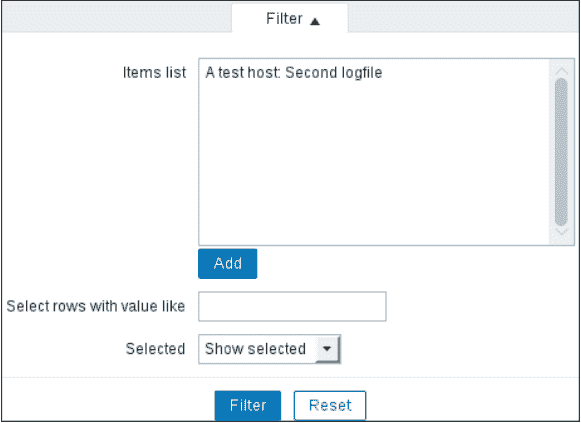 Filter ▲
Items list
A test host: Second logfile
Add
Select rows with value like
Selected Show selected
Filter Reset